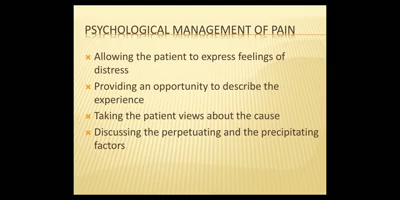 PSYCHOLOGICAL MANAGEMENT OF PAIN
Allowing the patient to express feelings of
distress
Providing an opportunity to describe the
experience
Taking the patient views about the cause
Discussing the perpetuating and the precipitating
factors